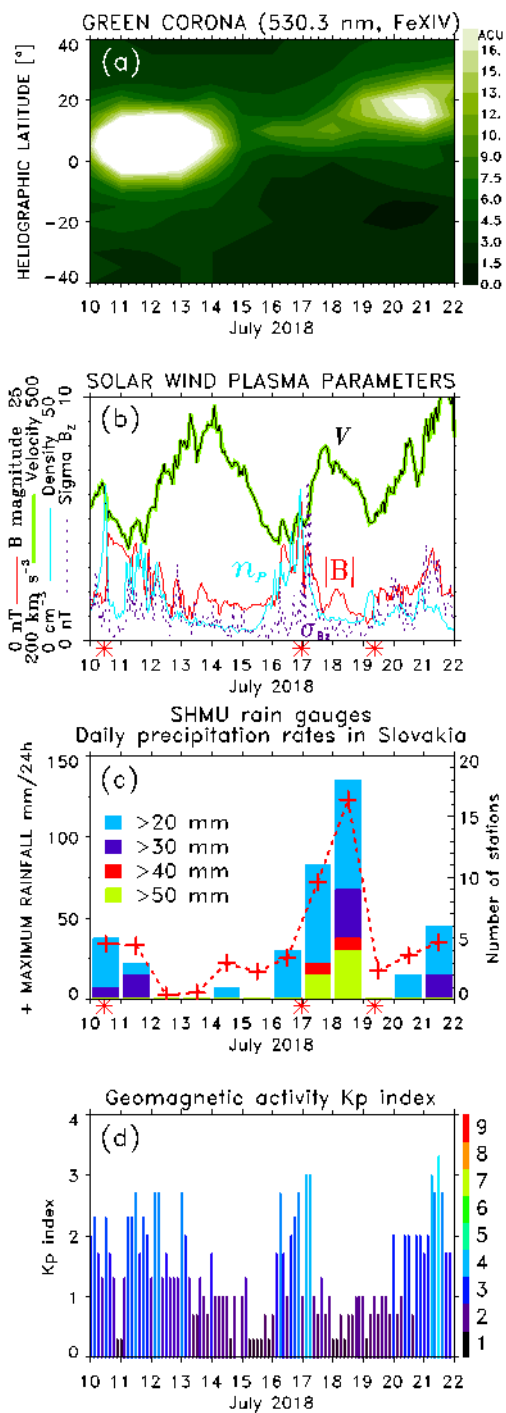 GREEN CORONA (530.3 nm, FeXIV)
(a)
HELIOGRAPHIC LATITUDE [°]
40
20
0
−20
−40
10 11 12 13 14 15 16 17 18 19 20 21 22
July 2018
ACU
16.
15.
13.
12.
10.
9.0
7.5
6.0
4.5
3.0
1.5
0.0
SOLAR WIND PLASMA PARAMETERS
(b)
0 nT B magnitude 25
200 km s⁻¹ Velocity 500
0 cm⁻³ Density 50
0 nT Sigma Bz 10
V
nP
|B|
σBz
10 11 12 13 14 15 16 17 18 19 20 21 22
July 2018
SHMU rain gauges
Daily precipitation rates in Slovakia
(c)
>20 mm
>30 mm
>40 mm
>50 mm
+ MAXIMUM RAINFALL mm/24h
150
100
50
0
20
15
10
5
0
Number of stations
10 11 12 13 14 15 16 17 18 19 20 21 22
July 2018
Geomagnetic activity Kp index
(d)
Kp index
4
3
2
1
0
9
8
7
6
5
4
3
2
1
10 11 12 13 14 15 16 17 18 19 20 21 22
July 2018